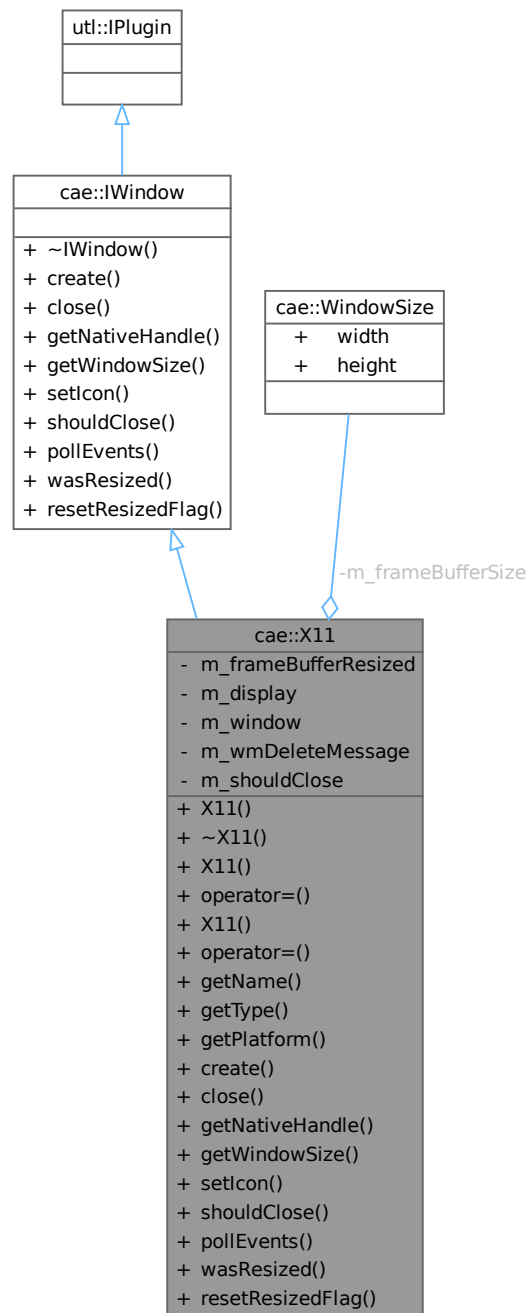 utl::IPlugin
cae::IWindow
+ ~IWindow()
+ create()
+ close()
+ getNativeHandle()
+ getWindowSize()
+ setIcon()
+ shouldClose()
+ pollEvents()
+ wasResized()
+ resetResizedFlag()
cae::WindowSize
+ width
+ height
-m_frameBufferSize
cae::X11
- m_frameBufferResized
- m_display
- m_window
- m_wmDeleteMessage
- m_shouldClose
+ X11()
+ ~X11()
+ X11()
+ operator=()
+ X11()
+ operator=()
+ getName()
+ getType()
+ getPlatform()
+ create()
+ close()
+ getNativeHandle()
+ getWindowSize()
+ setIcon()
+ shouldClose()
+ pollEvents()
+ wasResized()
+ resetResizedFlag()